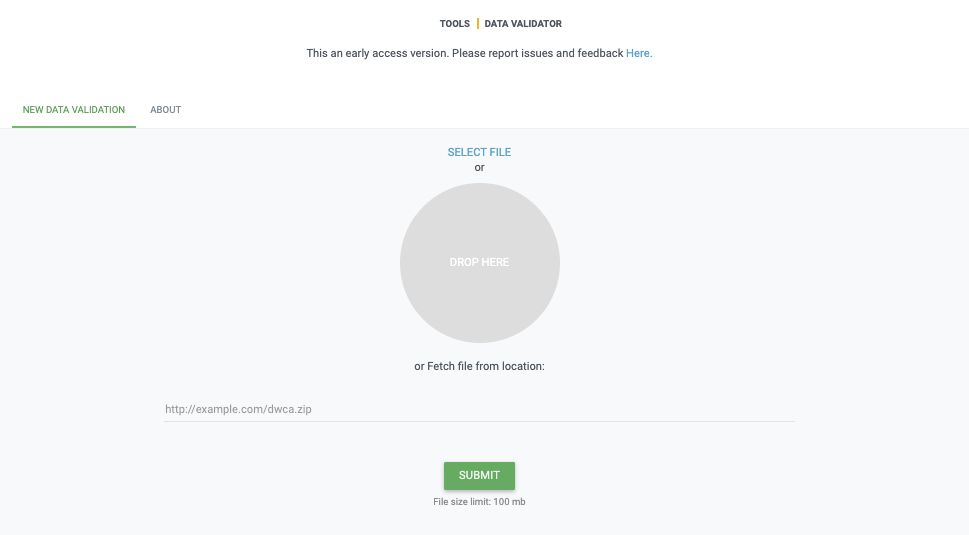 TOOLS | DATA VALIDATOR
This an early access version. Please report issues and feedback Here.
NEW DATA VALIDATION ABOUT
SELECT FILE
or
DROP HERE
or Fetch file from location:
http://example.com/dwca.zip
SUBMIT
File size limit: 100 mb